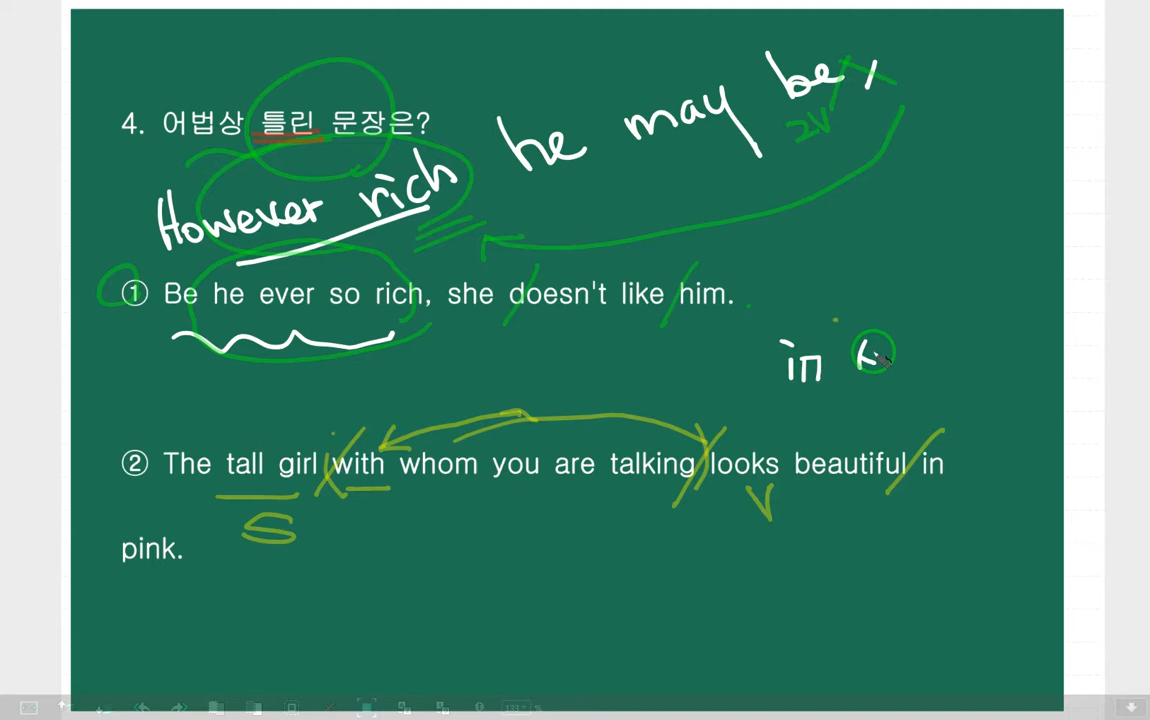 4. 어법상 틀린 문장은?
However rich he may be,
2V
① Be he ever so rich, she doesn't like him.
in
② The tall girl with whom you are talking looks beautiful in
S
V
pink.
133 %